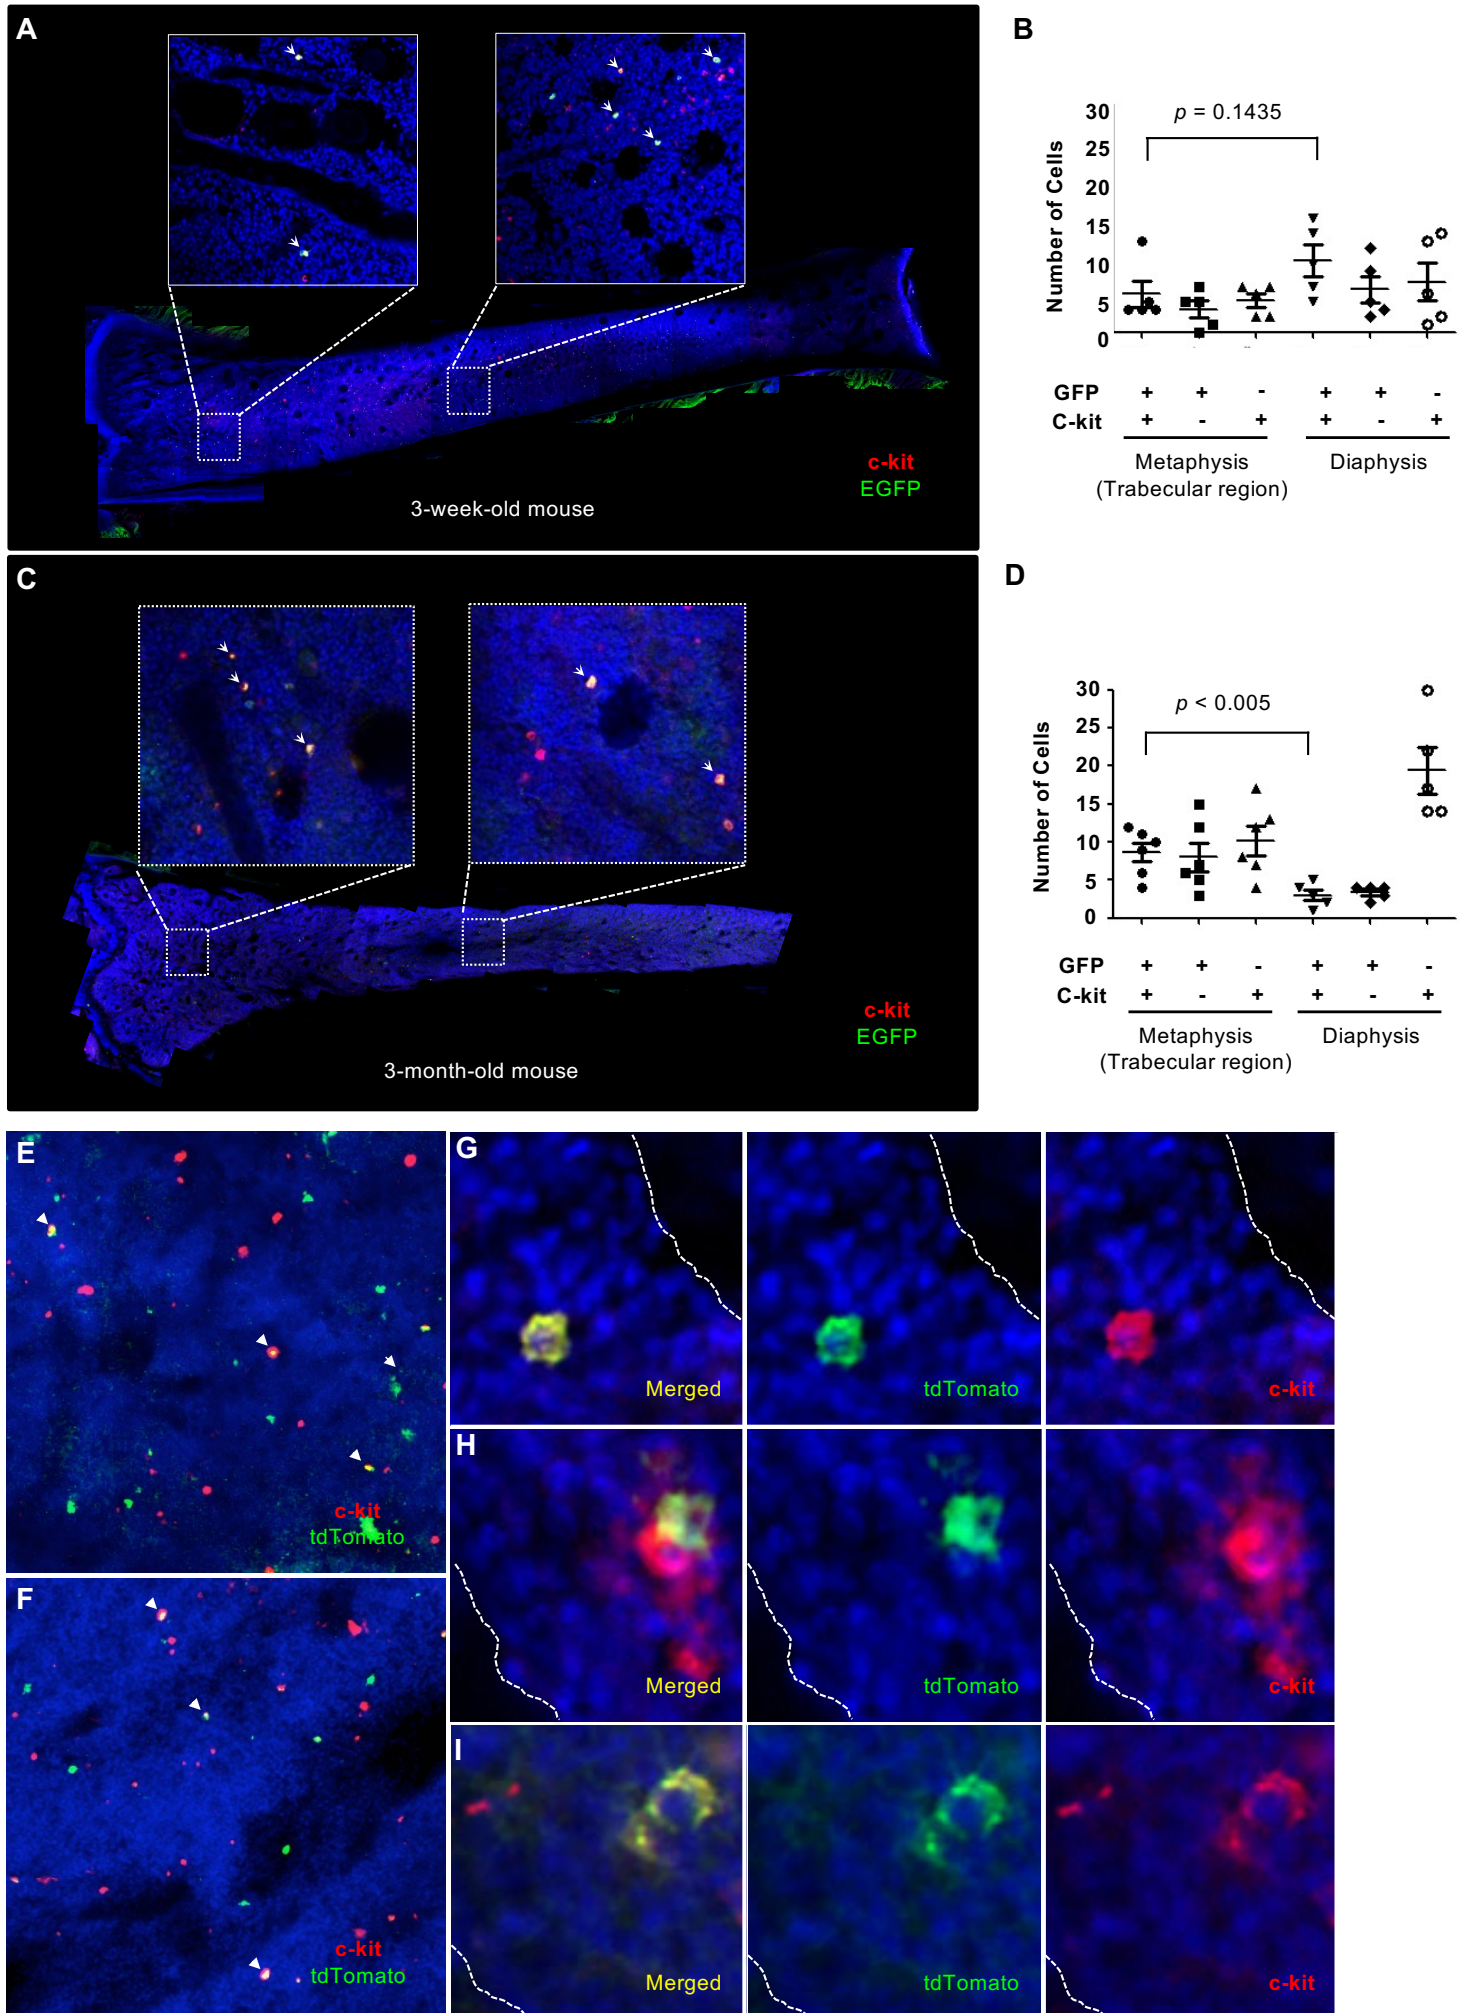 A
c-kit
EGFP
3-week-old mouse
B
p = 0.1435
Number of Cells
30
25
20
15
10
5
0
GFP + + - + + -
C-kit + - + + - +
Metaphysis
(Trabecular region)
Diaphysis
C
c-kit
EGFP
3-month-old mouse
D
p < 0.005
Number of Cells
30
25
20
15
10
5
0
GFP + + - + + -
C-kit + - + + - +
Metaphysis
(Trabecular region)
Diaphysis
E
c-kit
tdTomato
F
c-kit
tdTomato
G
Merged
tdTomato
c-kit
H
Merged
tdTomato
c-kit
I
Merged
tdTomato
c-kit